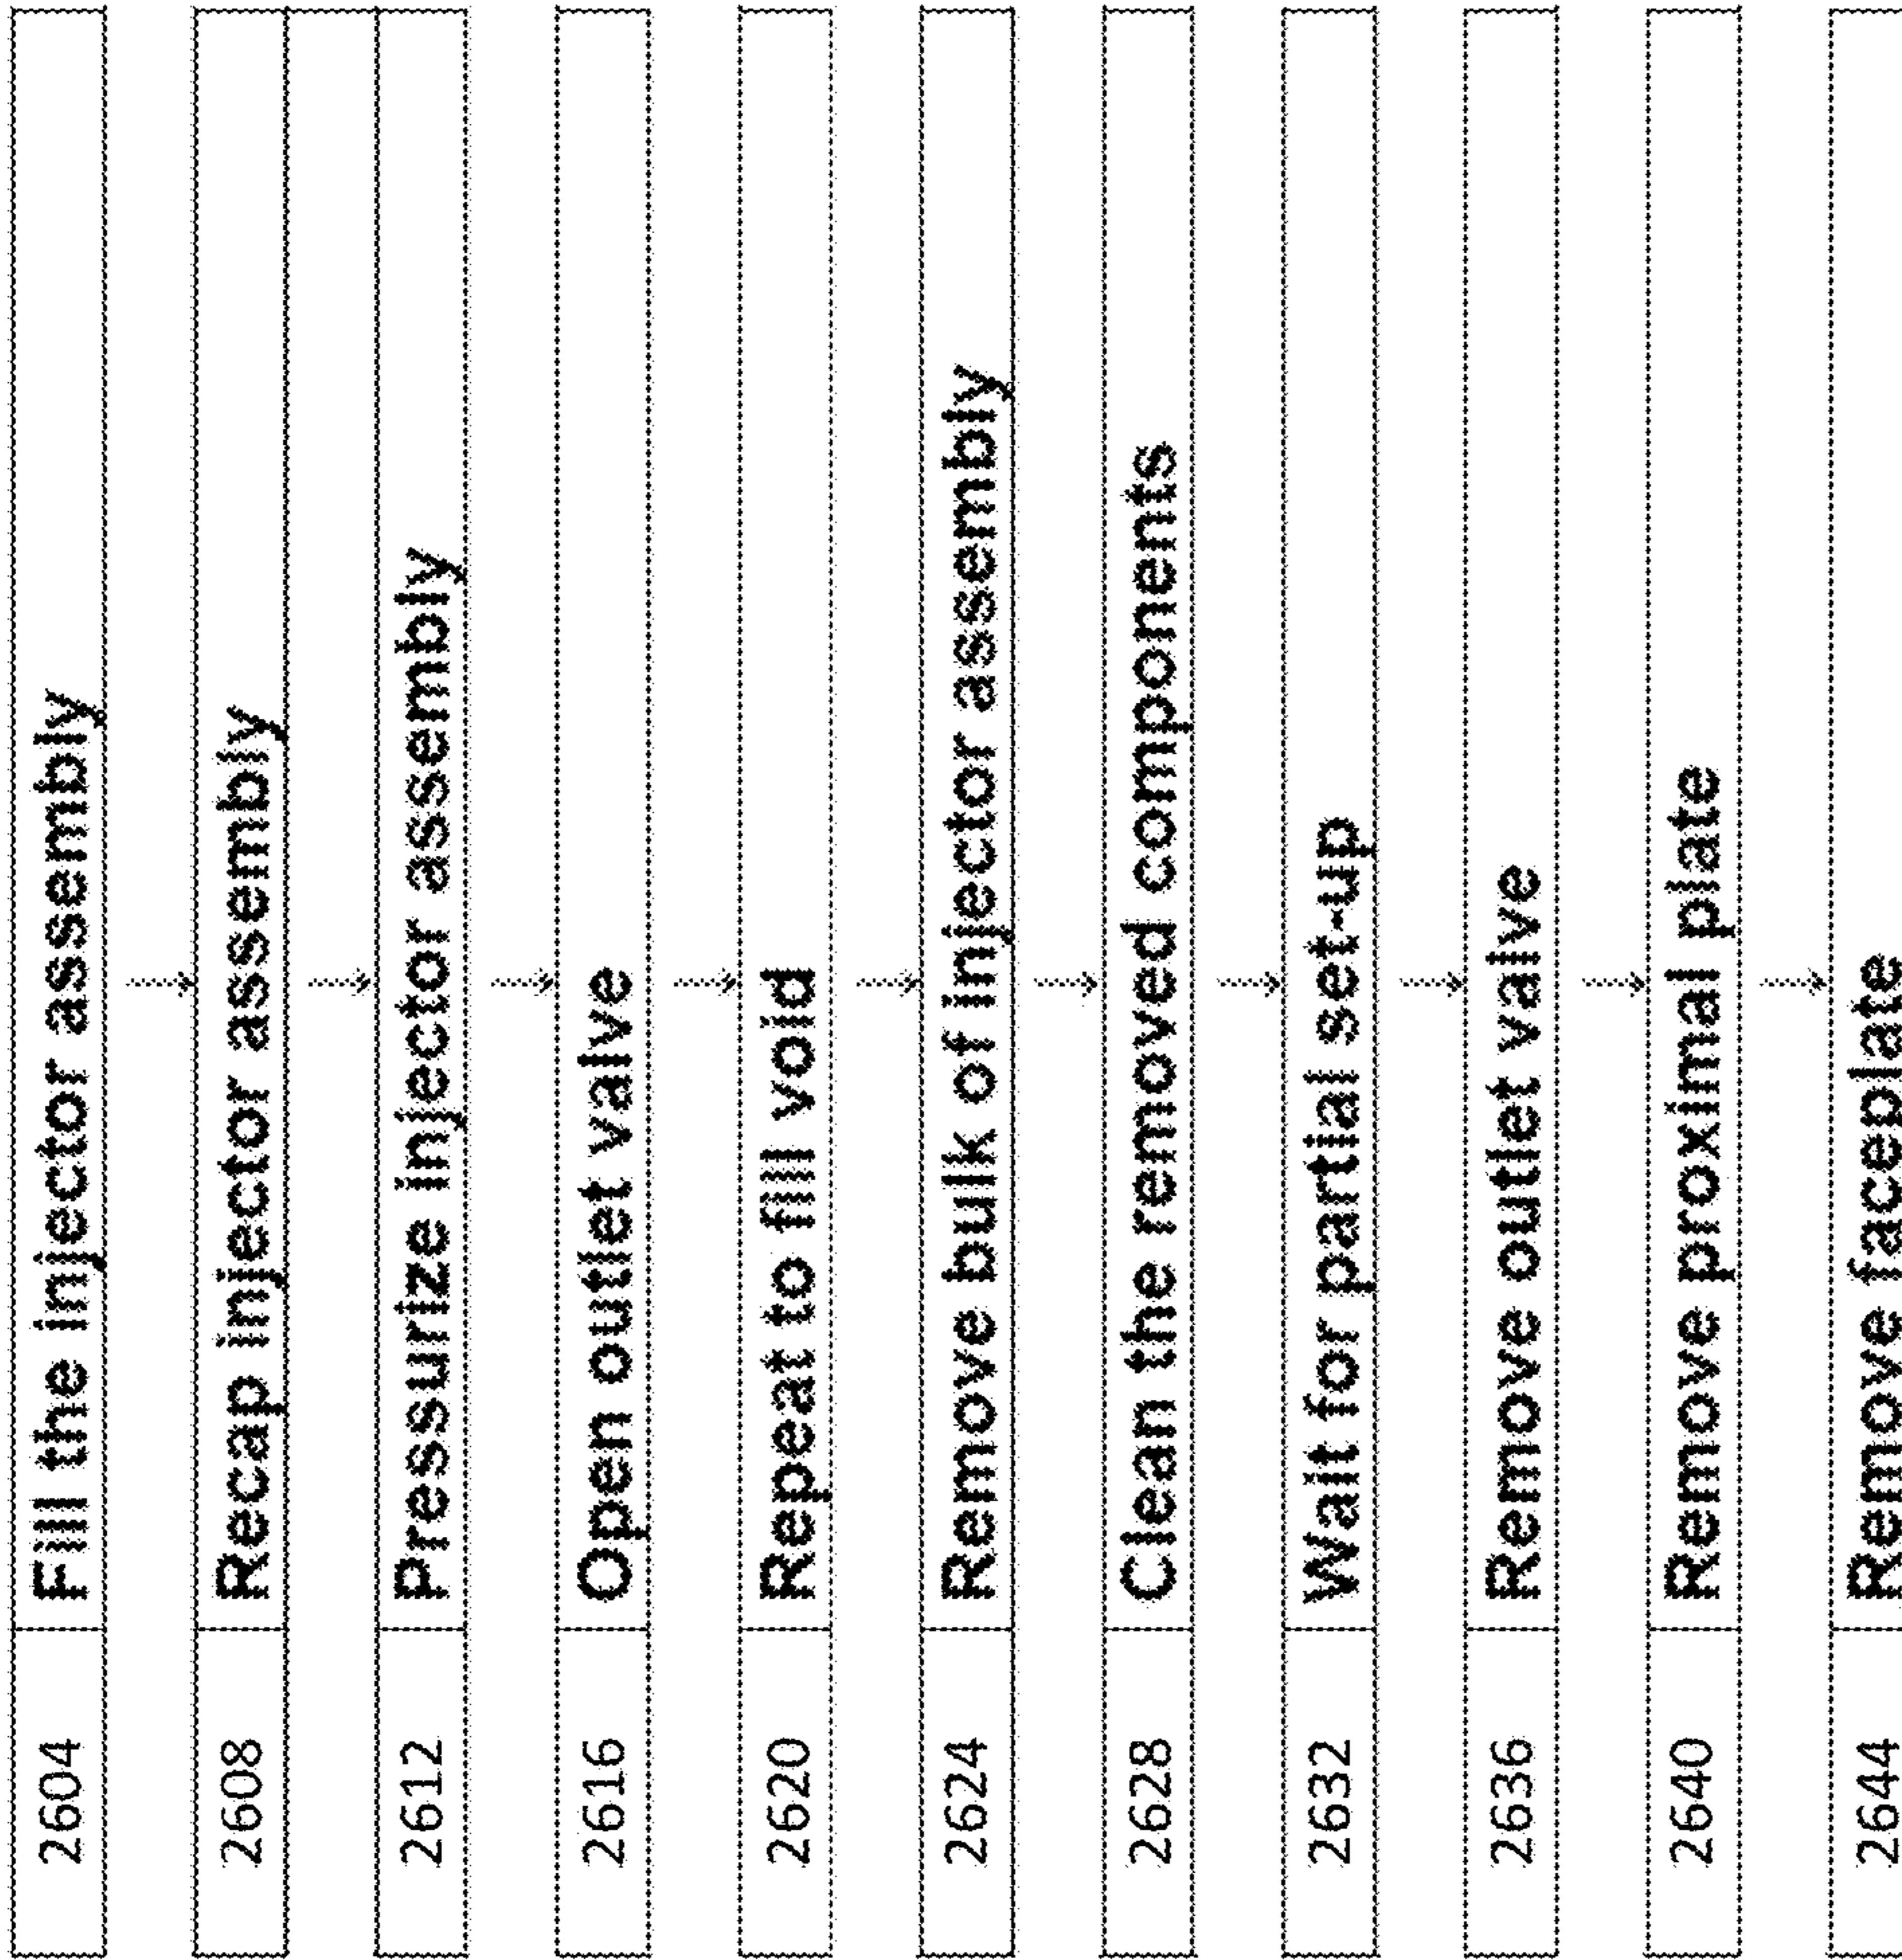 2604 Fill the injector assembly
2608 Recap injector assembly
2612 Pressurize injector assembly
2616 Open outlet valve
2620 Repeat to fill void
2624 Remove bulk of injector assembly
2628 Clean the removed components
2632 Wait for partial set-up
2636 Remove outlet valve
2640 Remove proximal plate
2644 Remove faceplate